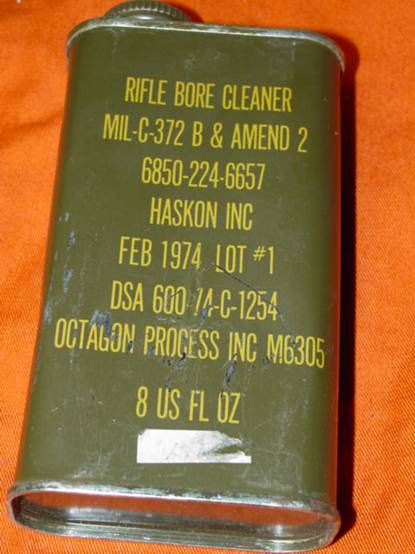 RIFLE BORE CLEANER
MIL-C-372 B & AMEND 2
6850-224-6657
HASKON INC
FEB 1974 LOT #1
DSA 600-74-C-1254
OCTAGON PROCESS INC M6305
8 US FL OZ